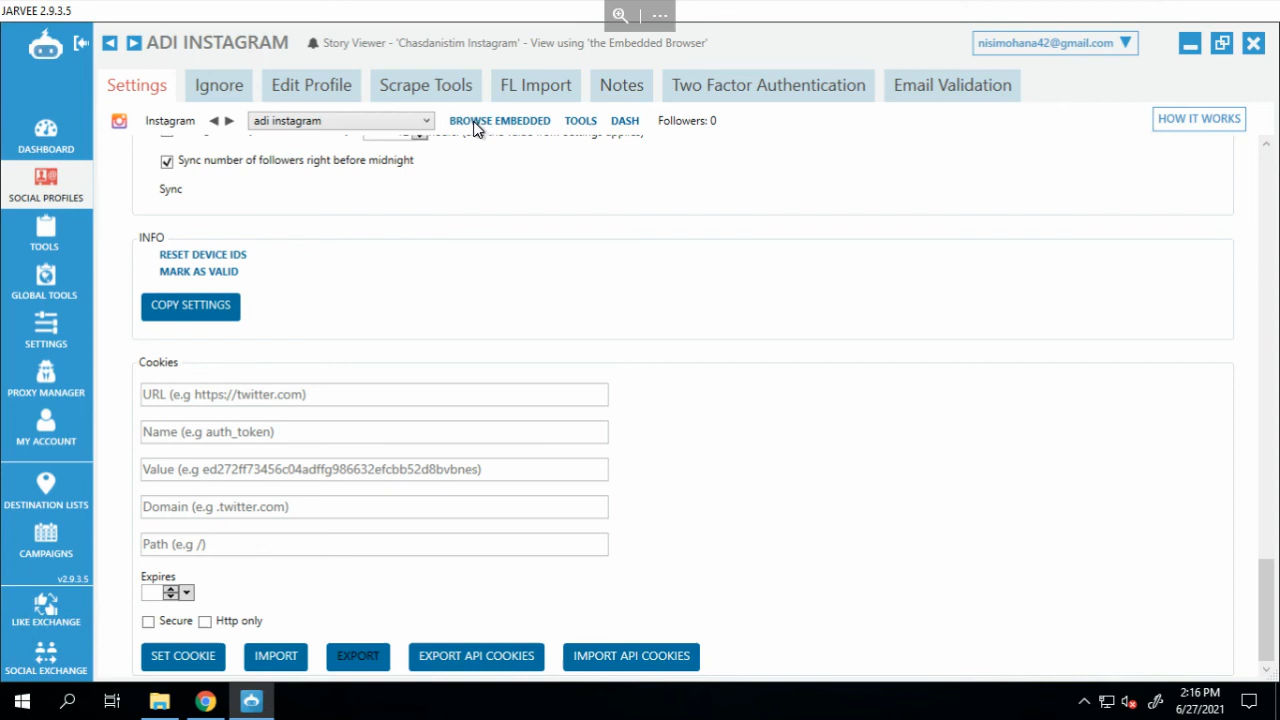 JARVEE 2.9.3.5
ADI INSTAGRAM
Story Viewer - 'Chasdanistim Instagram' - View using 'the Embedded Browser'
nisimohana42@gmail.com
Settings
Ignore
Edit Profile
Scrape Tools
FL Import
Notes
Two Factor Authentication
Email Validation
Instagram
adi instagram
BROWSE EMBEDDED
TOOLS
DASH
Followers: 0
HOW IT WORKS
DASHBOARD
SOCIAL PROFILES
TOOLS
GLOBAL TOOLS
SETTINGS
PROXY MANAGER
MY ACCOUNT
DESTINATION LISTS
CAMPAIGNS
v2.9.3.5
LIKE EXCHANGE
SOCIAL EXCHANGE
Sync number of followers right before midnight
Sync
INFO
RESET DEVICE IDS
MARK AS VALID
COPY SETTINGS
Cookies
URL (e.g https://twitter.com)
Name (e.g auth_token)
Value (e.g ed272ff73456c04adffg986632efcbb52d8bvbnes)
Domain (e.g .twitter.com)
Path (e.g /)
Expires
Secure
Http only
SET COOKIE
IMPORT
EXPORT
EXPORT API COOKIES
IMPORT API COOKIES
2:16 PM
6/27/2021